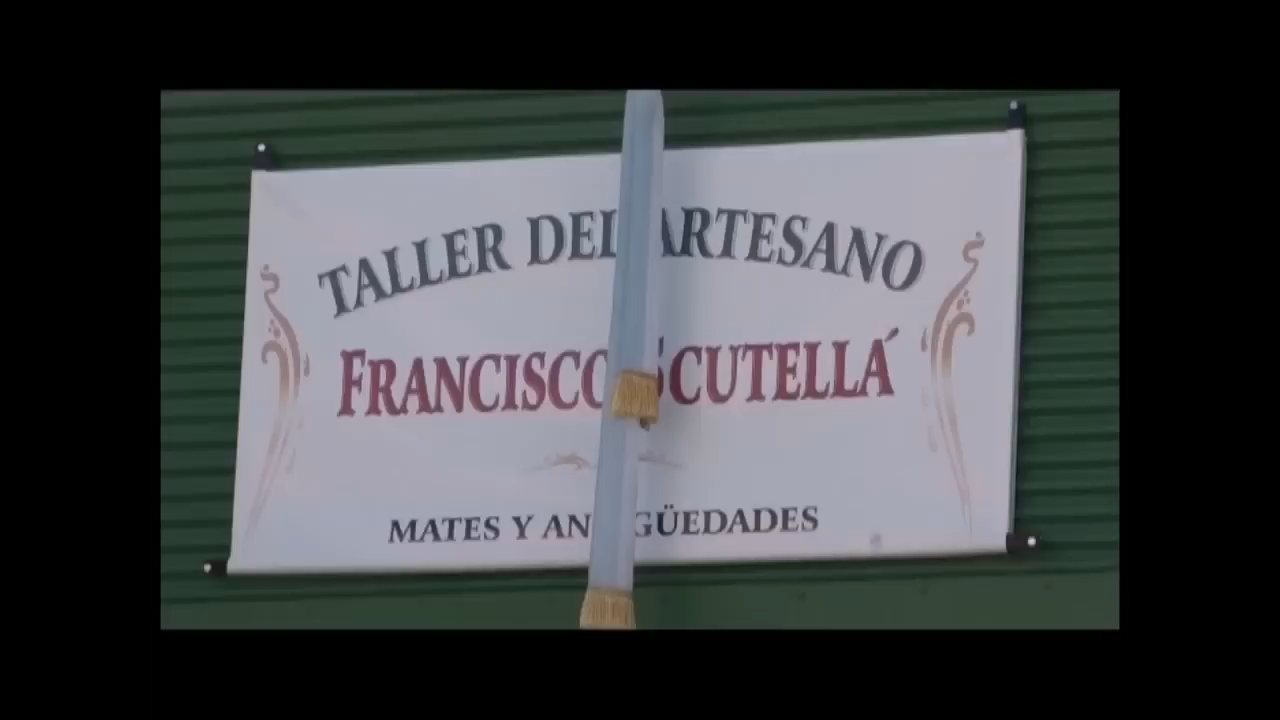 TALLER DEL ARTESANO
FRANCISCO SCUTELLÁ
MATES Y ANTIGÜEDADES